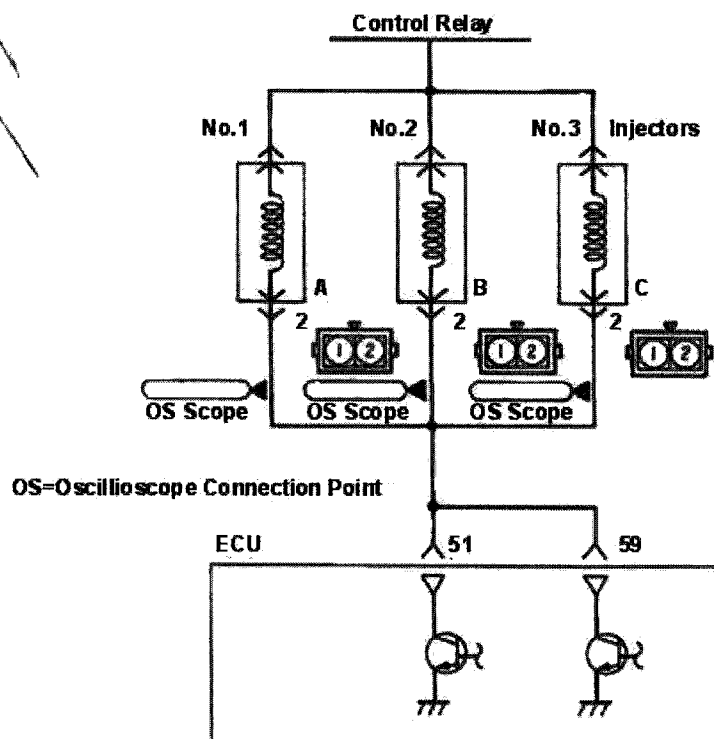 Control Relay
No.1 No.2 No.3 Injectors
A B C
2 2 2
1 2 1 2 1 2
OS Scope OS Scope OS Scope
OS=Oscillioscope Connection Point
ECU 51 59